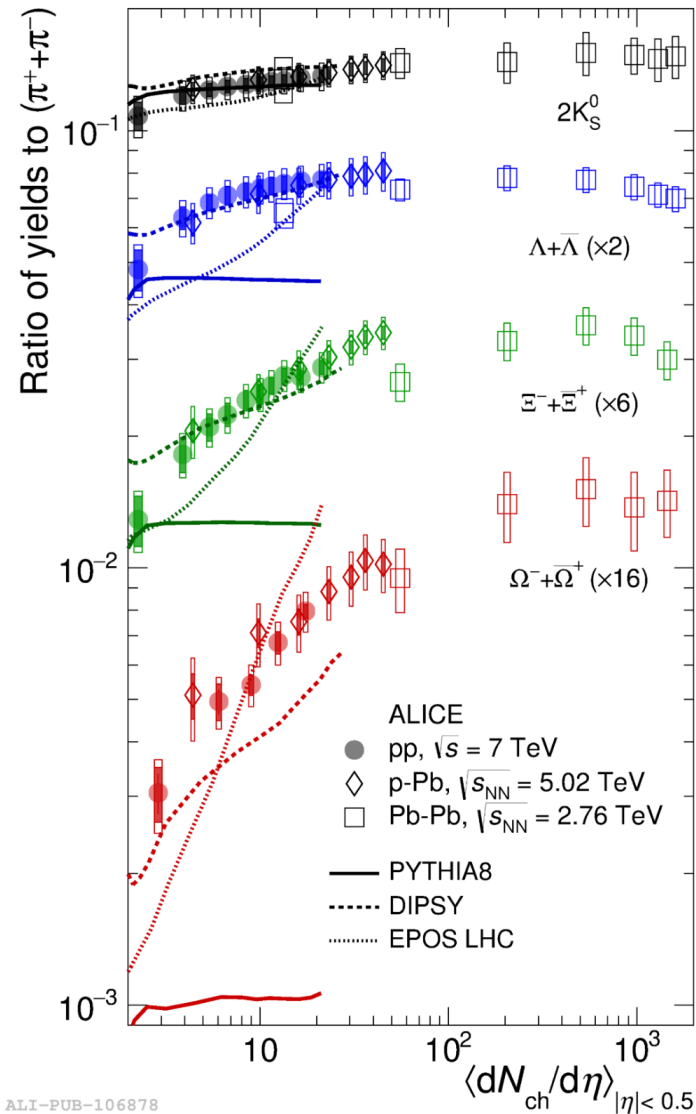 Ratio of yields to (π⁺+π⁻)
10⁻¹
10⁻²
10⁻³
2K⁰S
Λ+Λ̅ (×2)
Ξ⁻+Ξ̅⁺ (×6)
Ω⁻+Ω̅⁺ (×16)
ALICE
pp, √s = 7 TeV
p-Pb, √sNN = 5.02 TeV
Pb-Pb, √sNN = 2.76 TeV
PYTHIA8
DIPSY
EPOS LHC
10
10²
10³
⟨dNch/dη⟩|η|< 0.5
ALI-PUB-106878